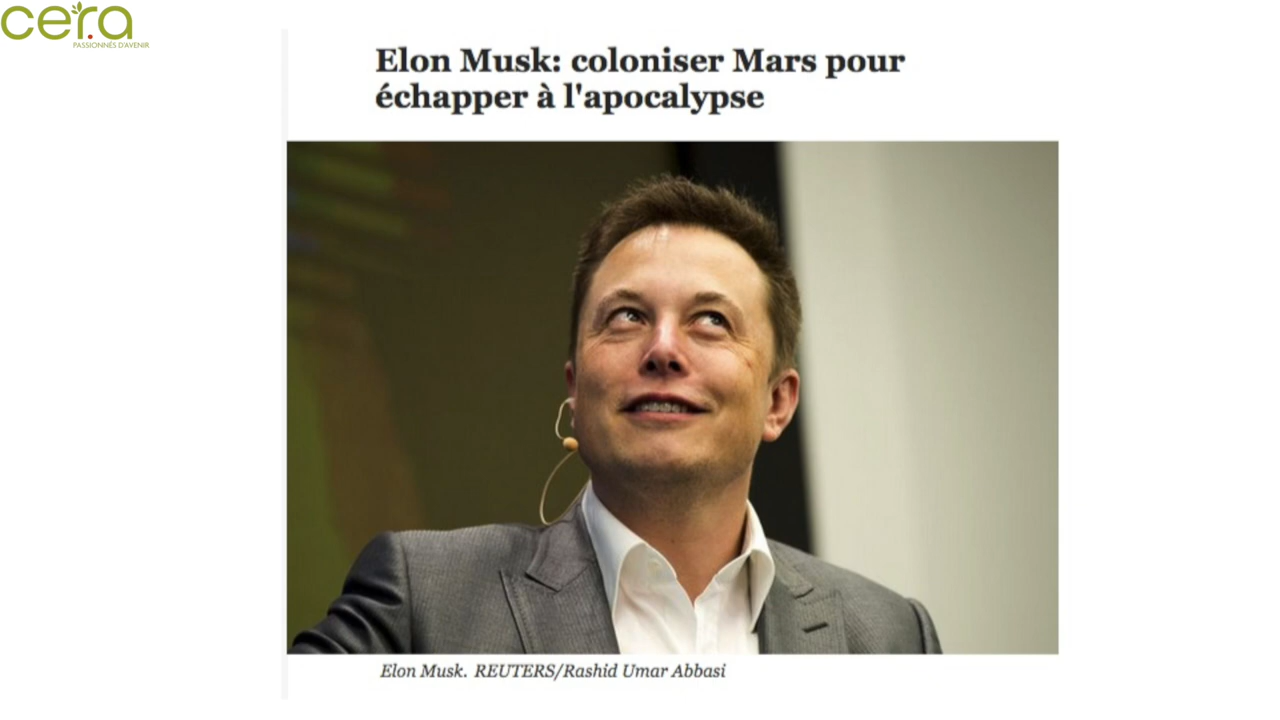 cera
PASSIONNÉS D'AVENIR
Elon Musk: coloniser Mars pour
échapper à l'apocalypse
Elon Musk. REUTERS/Rashid Umar Abbasi